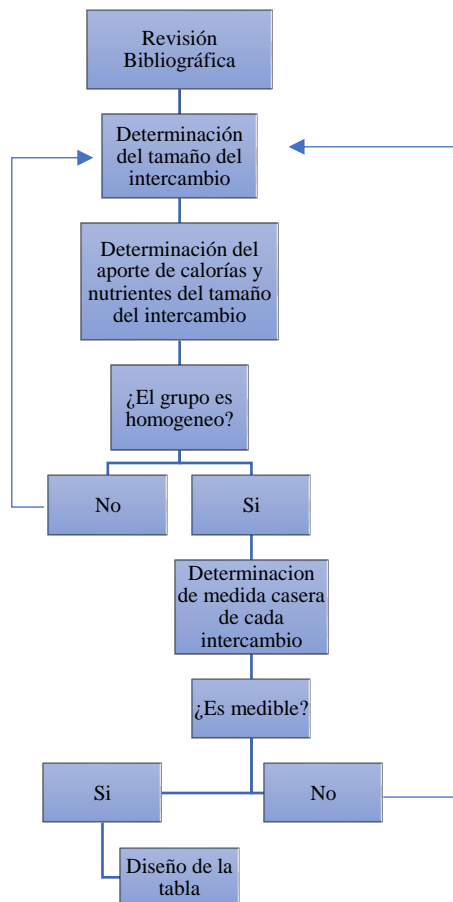 Revisión
Bibliográfica
Determinación
del tamaño del
intercambio
Determinación del
aporte de calorías y
nutrientes del tamaño
del intercambio
¿El grupo es
homogeneo?
No
Si
Determinacion
de medida casera
de cada
intercambio
¿Es medible?
Si
No
Diseño de la
tabla